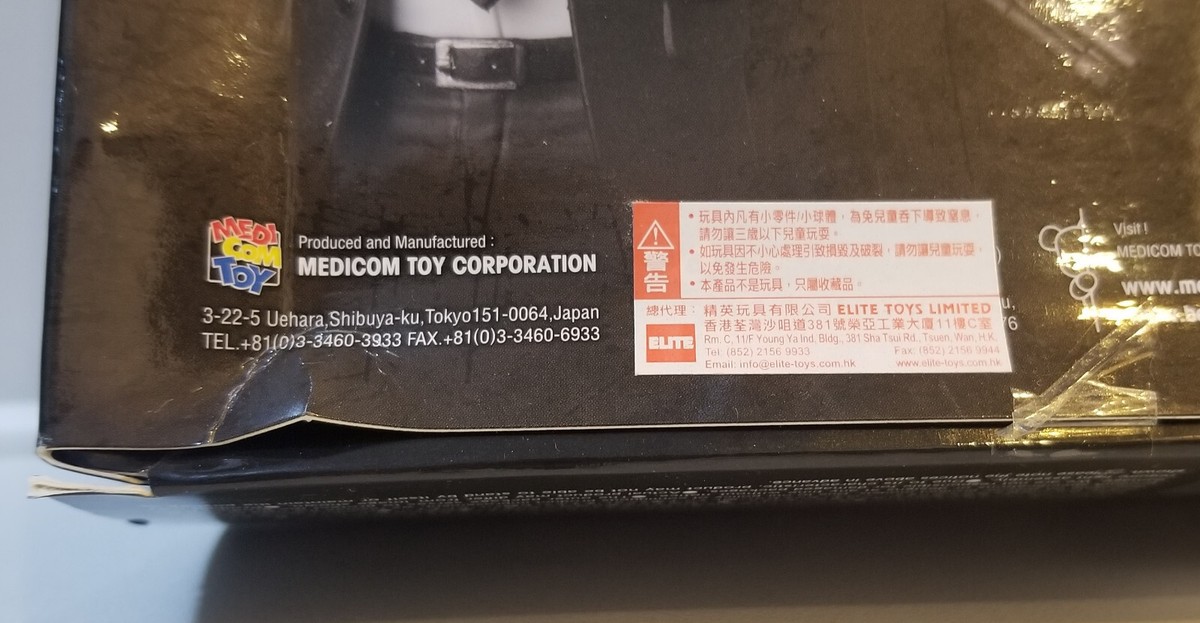 MEDI
COM
TOY
Produced and Manufactured :
MEDICOM TOY CORPORATION
3-22-5 Uehara,Shibuya-ku,Tokyo151-0064,Japan
TEL.+81(0)3-3460-3933 FAX.+81(0)3-3460-6933
警告
• 玩具內凡有小零件/小球體，為免兒童吞下導致窒息，
請勿讓三歲以下兒童玩耍。
• 如玩具因不小心處理引致損毀及破裂，請勿讓兒童玩耍，
以免發生危險。
• 本產品不是玩具，只屬收藏品。
總代理： 精英玩具有限公司 ELITE TOYS LIMITED
香港荃灣沙咀道381號榮亞工業大廈11樓C室
ELITE
Rm. C, 11/F Young Ya Ind, Bldg., 381 Sha Tsui Rd., Tsuen, Wan, H.K.
Tel: (852) 2156 9933 Fax: (852) 2156 9944
Email: info@elite-toys.com.hk www.elite-toys.com.hk
Visit !
MEDICOM TO
www.m